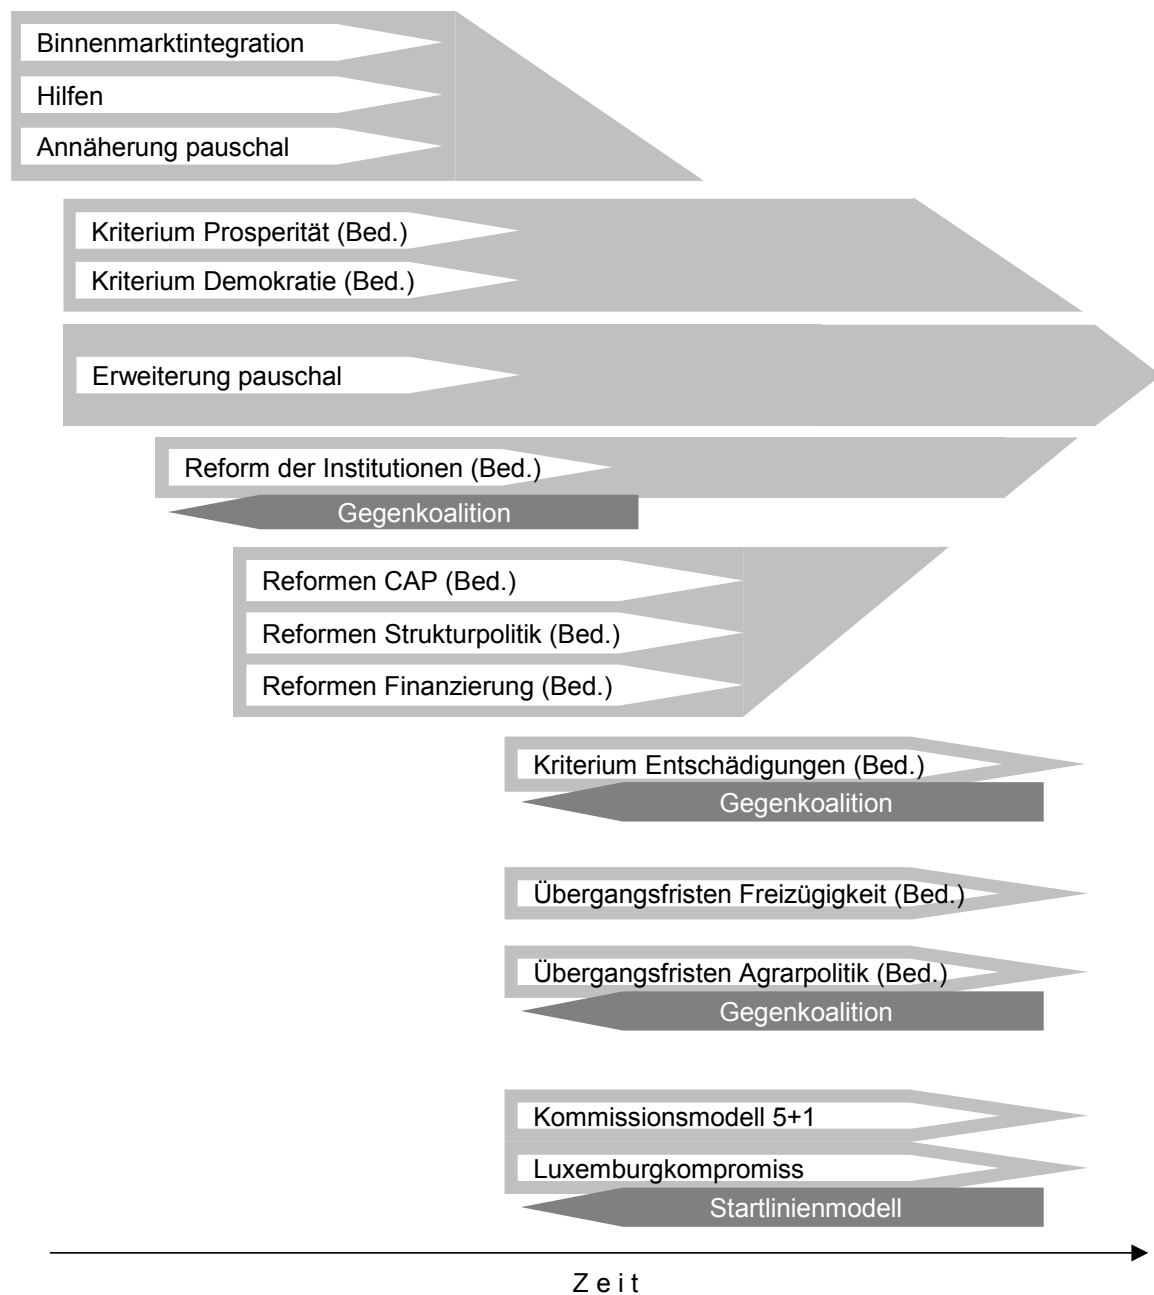 Binnenmarktintegration
Hilfen
Annäherung pauschal
Kriterium Prosperität (Bed.)
Kriterium Demokratie (Bed.)
Erweiterung pauschal
Reform der Institutionen (Bed.)
Gegenkoalition
Reformen CAP (Bed.)
Reformen Strukturpolitik (Bed.)
Reformen Finanzierung (Bed.)
Kriterium Entschädigungen (Bed.)
Gegenkoalition
Übergangsfristen Freizügigkeit (Bed.)
Übergangsfristen Agrarpolitik (Bed.)
Gegenkoalition
Kommissionsmodell 5+1
Luxemburgkompromiss
Startlinienmodell
Zeit